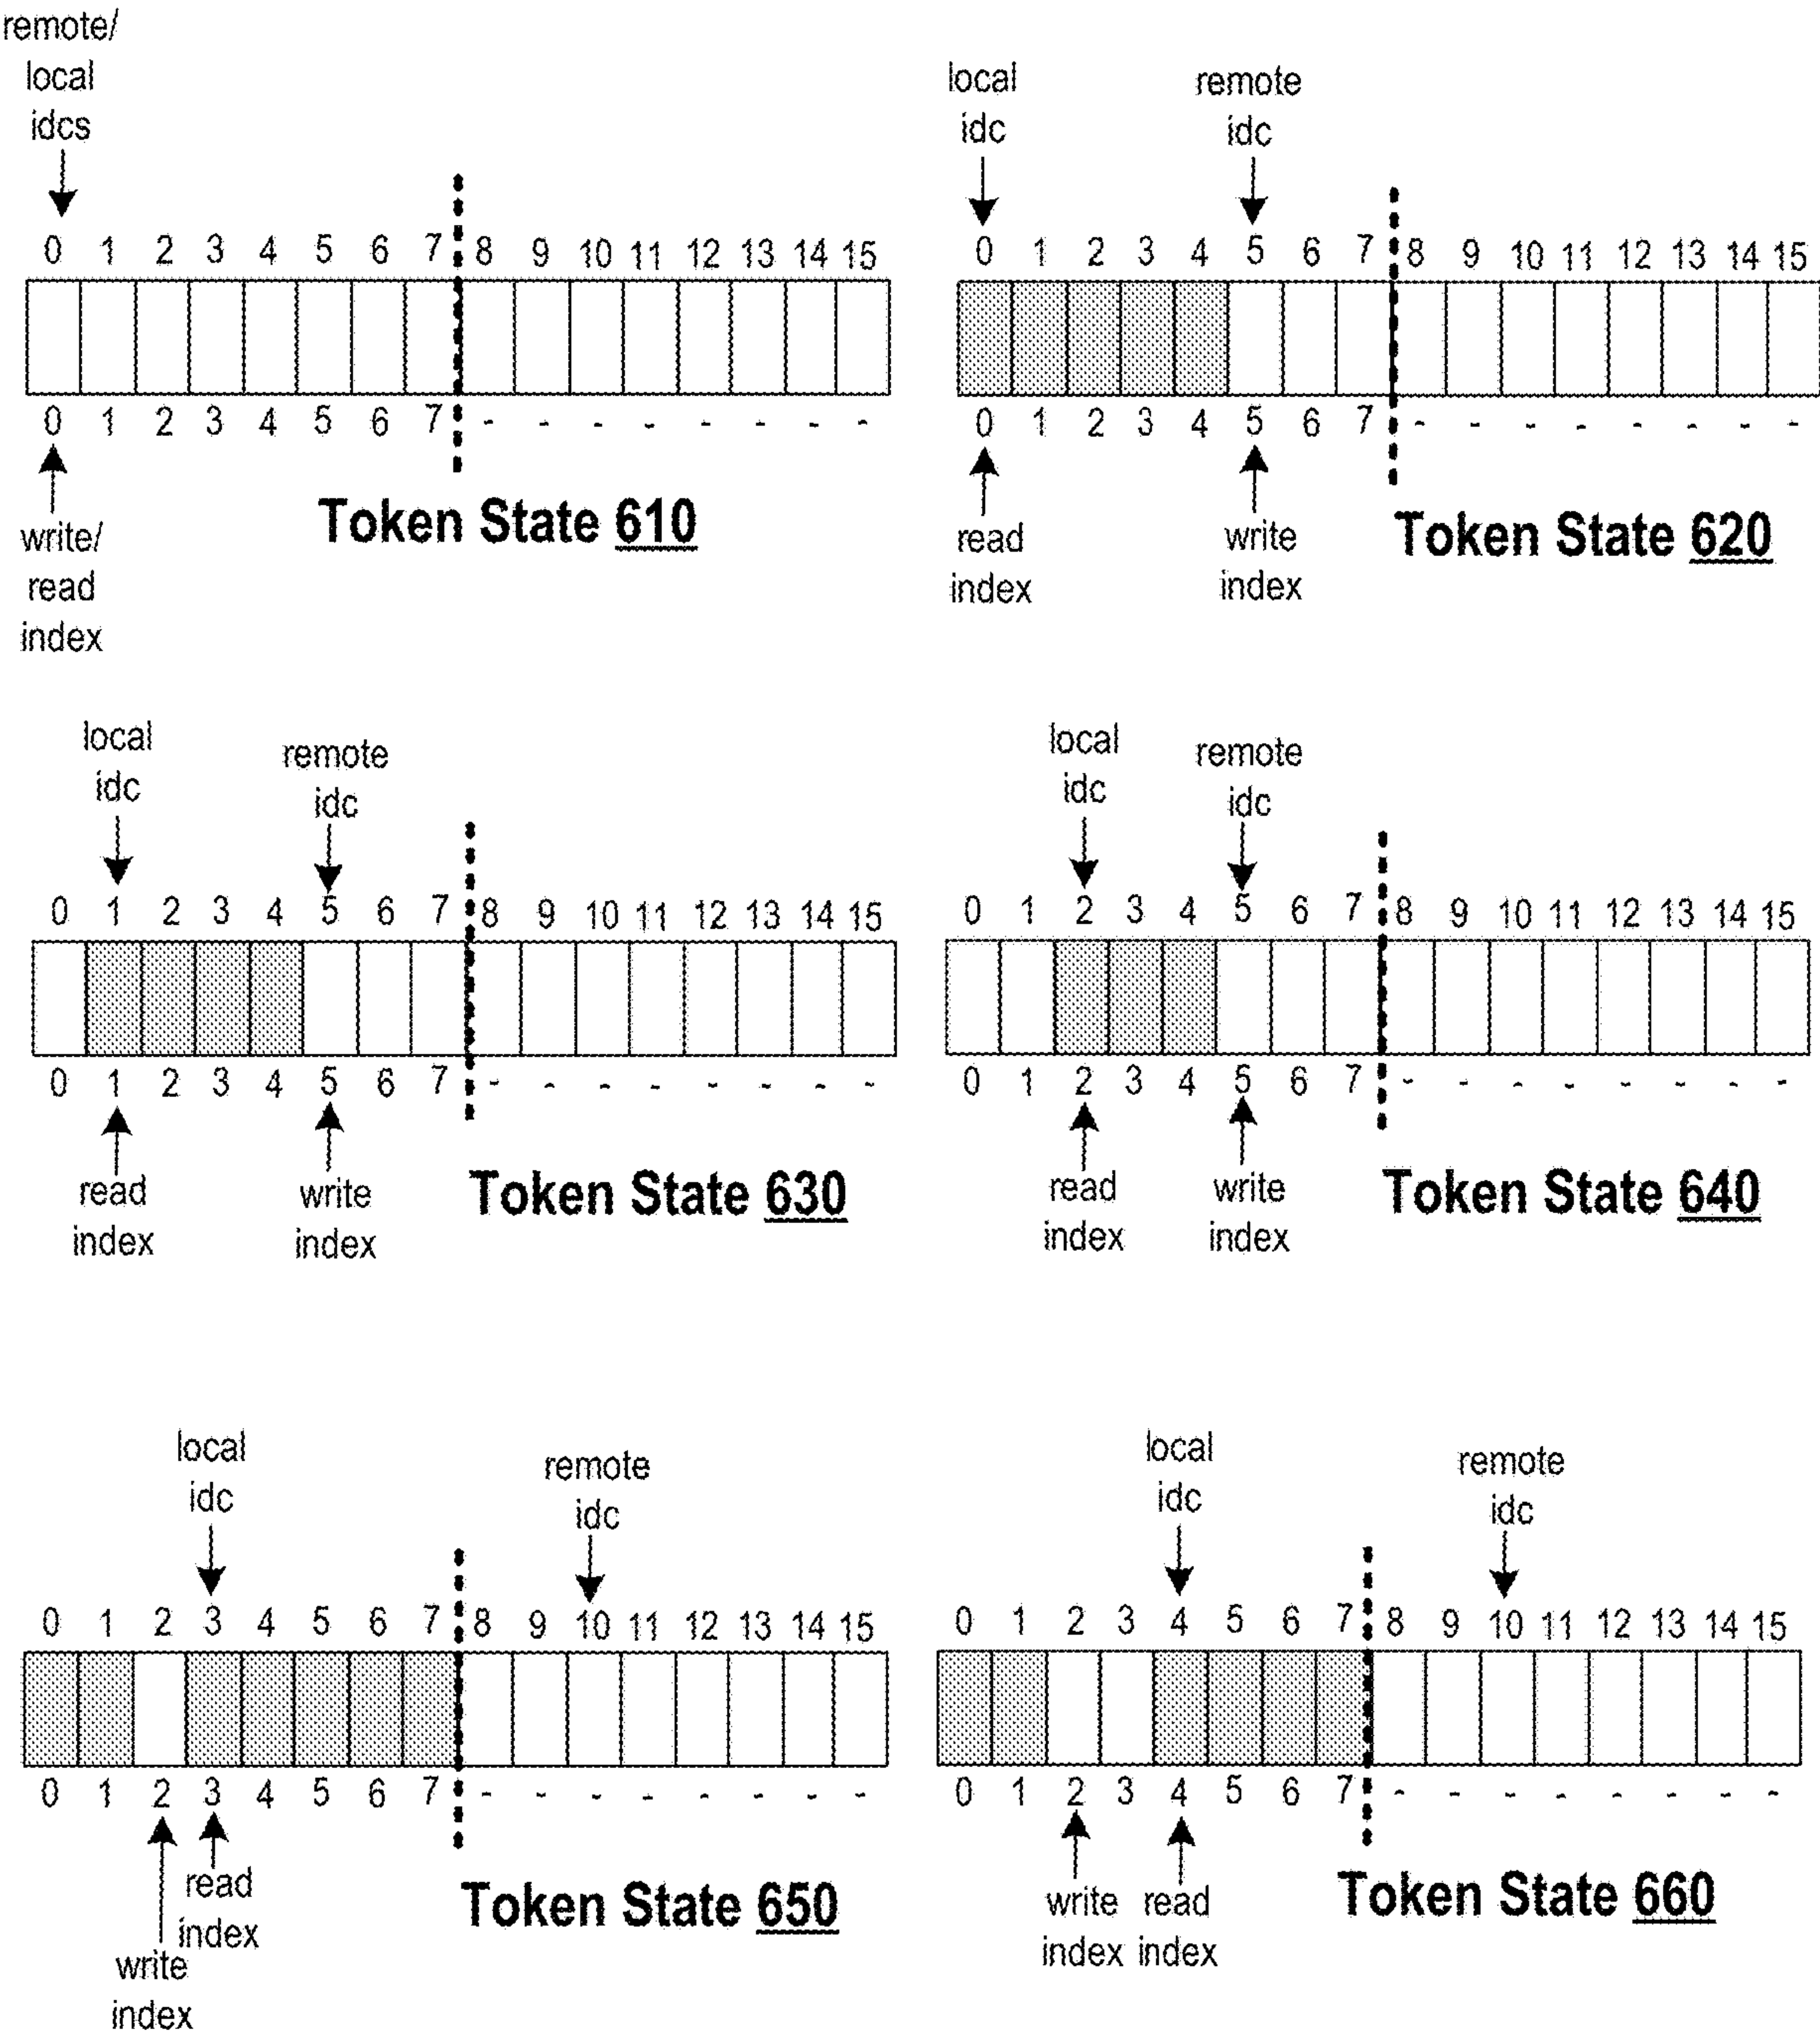 remote/
local
idcs
0 1 2 3 4 5 6 7 8 9 10 11 12 13 14 15
0 1 2 3 4 5 6 7 - - - - - - - -
write/
read
index
Token State 610
local
idc
remote
idc
0 1 2 3 4 5 6 7 8 9 10 11 12 13 14 15
0 1 2 3 4 5 6 7 - - - - - - - -
read
index
write
index
Token State 620
local
idc
remote
idc
0 1 2 3 4 5 6 7 8 9 10 11 12 13 14 15
0 1 2 3 4 5 6 7 - - - - - - - -
read
index
write
index
Token State 630
local
idc
remote
idc
0 1 2 3 4 5 6 7 8 9 10 11 12 13 14 15
0 1 2 3 4 5 6 7 - - - - - - - -
read
index
write
index
Token State 640
local
idc
remote
idc
0 1 2 3 4 5 6 7 8 9 10 11 12 13 14 15
0 1 2 3 4 5 6 7 - - - - - - - -
read
index
write
index
Token State 650
local
idc
remote
idc
0 1 2 3 4 5 6 7 8 9 10 11 12 13 14 15
0 1 2 3 4 5 6 7 - - - - - - - -
write
index
read
index
Token State 660